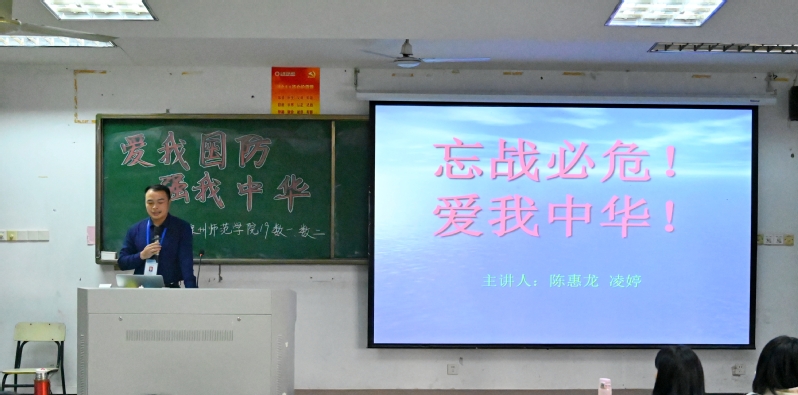 爱我国防
强我中华
州师范学院19数一数二
忘战必危！
爱我中华！
主讲人：陈惠龙 凌婷